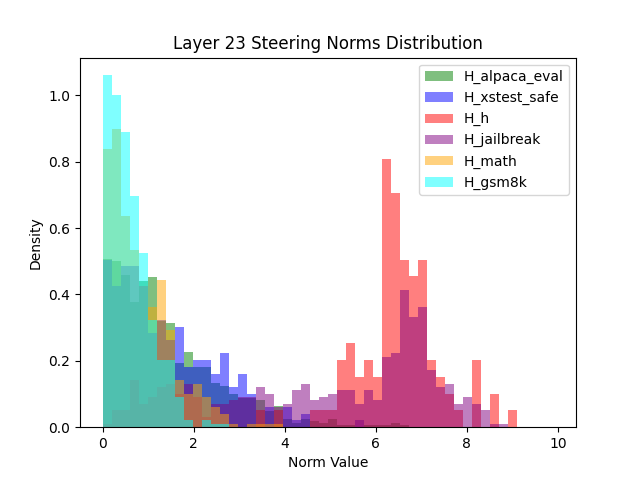 Layer 23 Steering Norms Distribution
H_alpaca_eval
H_xstest_safe
H_h
H_jailbreak
H_math
H_gsm8k
Density
1.0
0.8
0.6
0.4
0.2
0.0
0 2 4 6 8 10
Norm Value